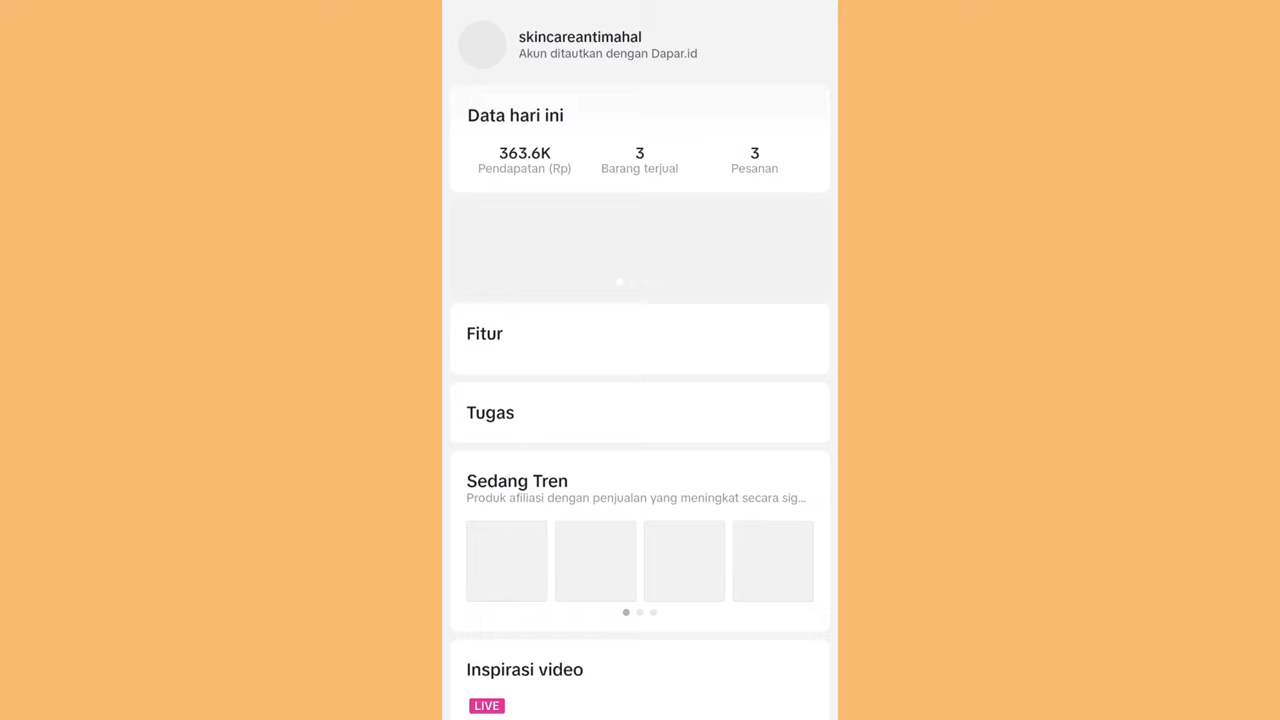 skincareantimahal
Akun ditautkan dengan Dapar.id
Data hari ini
363.6K 3 3
Pendapatan (Rp) Barang terjual Pesanan
Fitur
Tugas
Sedang Tren
Produk afiliasi dengan penjualan yang meningkat secara sig...
Inspirasi video
LIVE